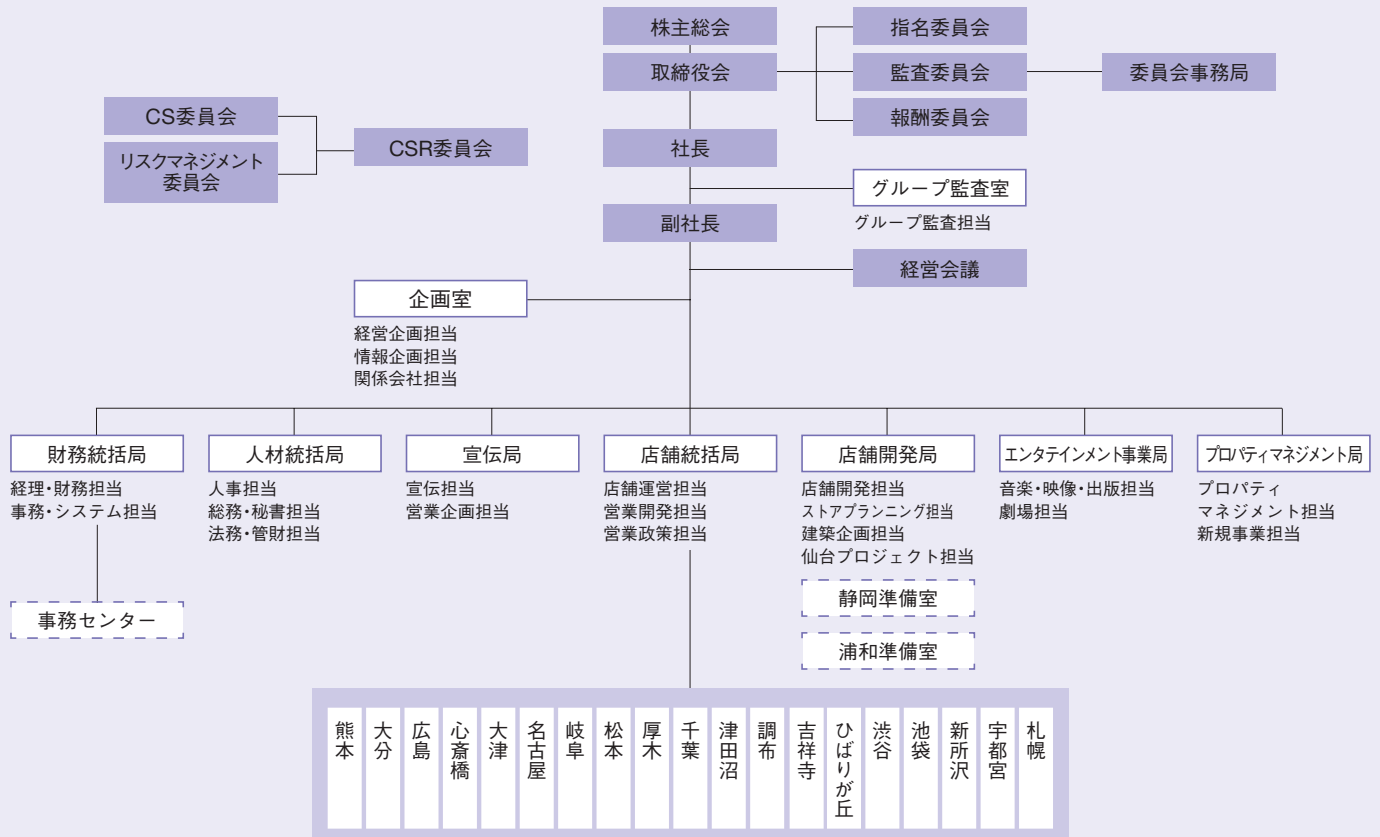 株主総会
指名委員会
取締役会
監査委員会
委員会事務局
報酬委員会
CS委員会
リスクマネジメント
委員会
CSR委員会
社長
グループ監査室
グループ監査担当
副社長
経営会議
企画室
経営企画担当
情報企画担当
関係会社担当
財務統括局
経理・財務担当
事務・システム担当
事務センター
人材統括局
人事担当
総務・秘書担当
法務・管財担当
宣伝局
宣伝担当
営業企画担当
店舗統括局
店舗運営担当
営業開発担当
営業政策担当
店舗開発局
店舗開発担当
ストアプランニング担当
建築企画担当
仙台プロジェクト担当
静岡準備室
浦和準備室
エンタテインメント事業局
音楽・映像・出版担当
劇場担当
プロパティマネジメント局
プロパティ
マネジメント担当
新規事業担当
熊本
大分
広島
心斎橋
大津
名古屋
岐阜
松本
厚木
千葉
津田沼
調布
吉祥寺
ひばりが丘
渋谷
池袋
新所沢
宇都宮
札幌